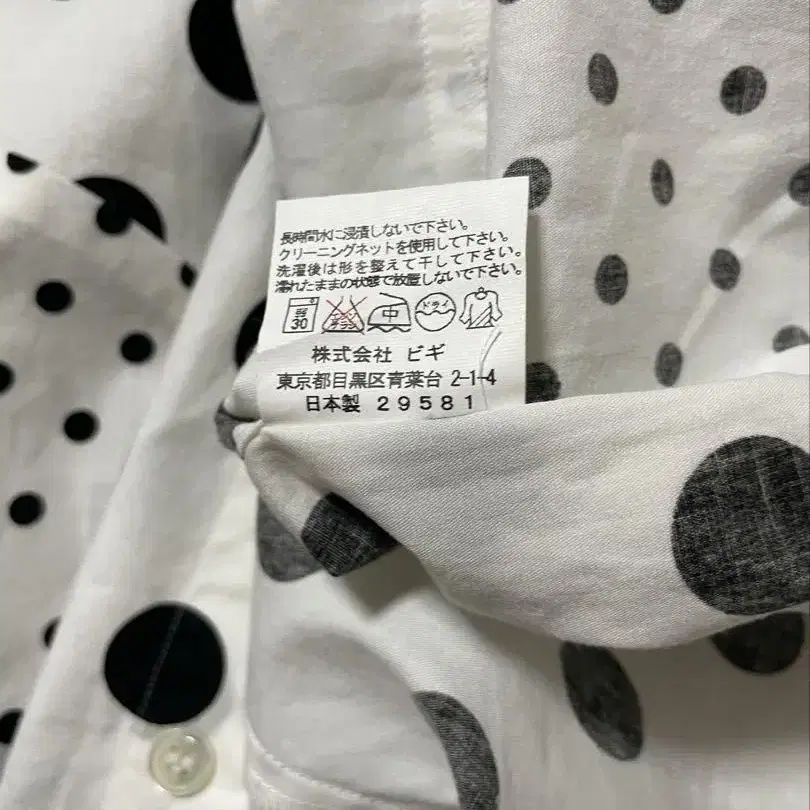 長時間水に浸漬しないで下さい。
クリーニングネットを使用して下さい。
洗濯後は形を整えて干して下さい。
濡れたままの状態で放置しないで下さい。
弱 30 中 ドライ
株式会社 ビギ
東京都目黒区青葉台 2-1-4
日本製 29581